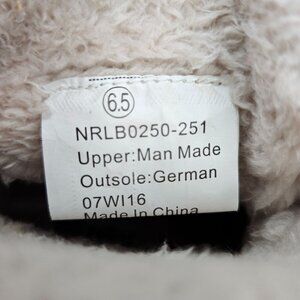 6.5
NRLB0250-251
Upper:Man Made
Outsole:German
07WI16
Made In China